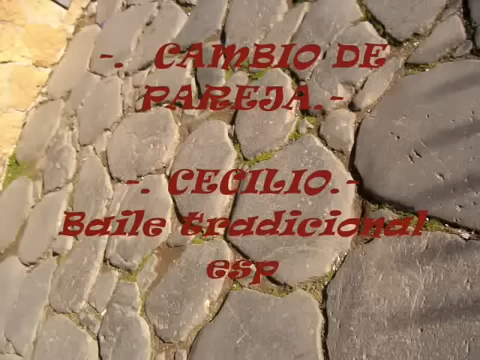 -.  CAMBIO DE
PAREJA.-
-. CECILIO.-
Baile tradicional
esp